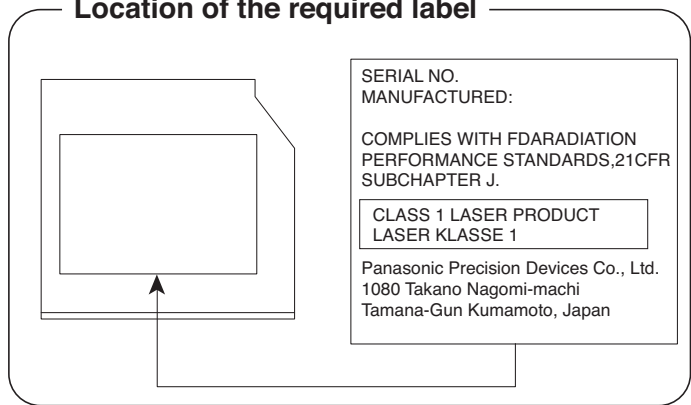 Location of the required label
SERIAL NO.
MANUFACTURED:
COMPLIES WITH FDARADIATION
PERFORMANCE STANDARDS,21CFR
SUBCHAPTER J.
CLASS 1 LASER PRODUCT
LASER KLASSE 1
Panasonic Precision Devices Co., Ltd.
1080 Takano Nagomi-machi
Tamana-Gun Kumamoto, Japan